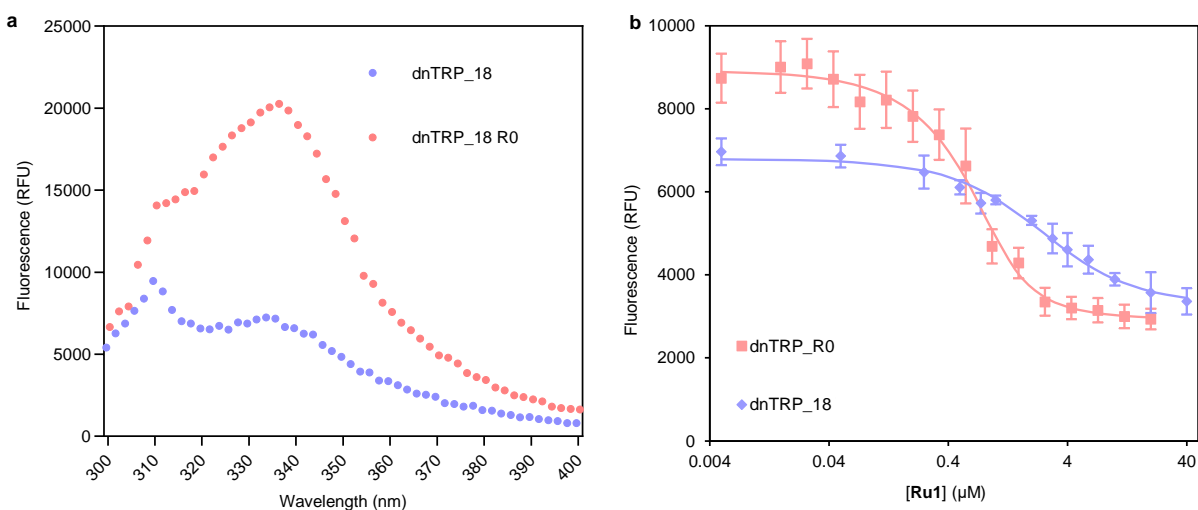 a
25000
20000
15000
10000
5000
0
Fluorescence (RFU)
dnTRP_18
dnTRP_18 R0
300
310
320
330
340
350
360
370
380
390
400
Wavelength (nm)
b
10000
8000
6000
4000
2000
0
Fluorescence (RFU)
dnTRP_R0
dnTRP_18
0.004
0.04
0.4
4
40
[Ru1] (µM)